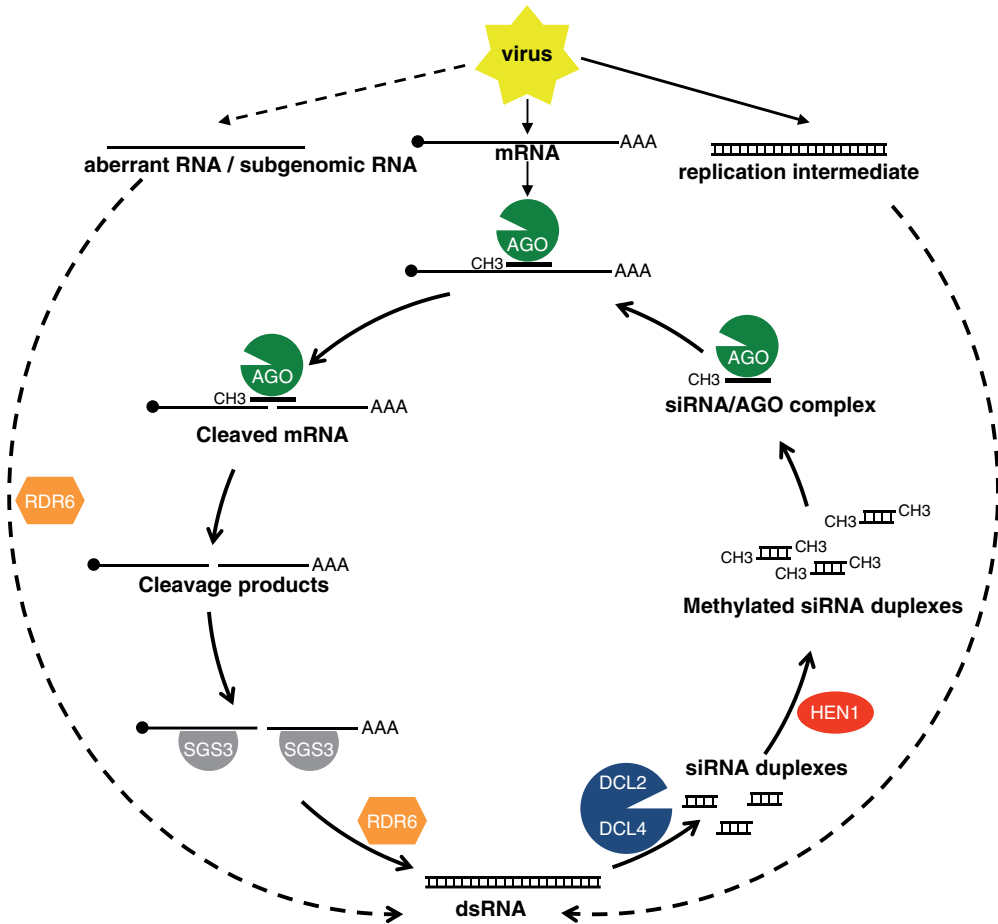 virus
aberrant RNA / subgenomic RNA
AAA
mRNA
replication intermediate
AGO
CH3
AAA
AGO
CH3
AAA
Cleaved mRNA
AGO
CH3
siRNA/AGO complex
RDR6
AAA
Cleavage products
CH3
CH3
CH3
CH3
CH3
CH3
Methylated siRNA duplexes
SGS3
SGS3
AAA
HEN1
siRNA duplexes
DCL2
DCL4
RDR6
dsRNA